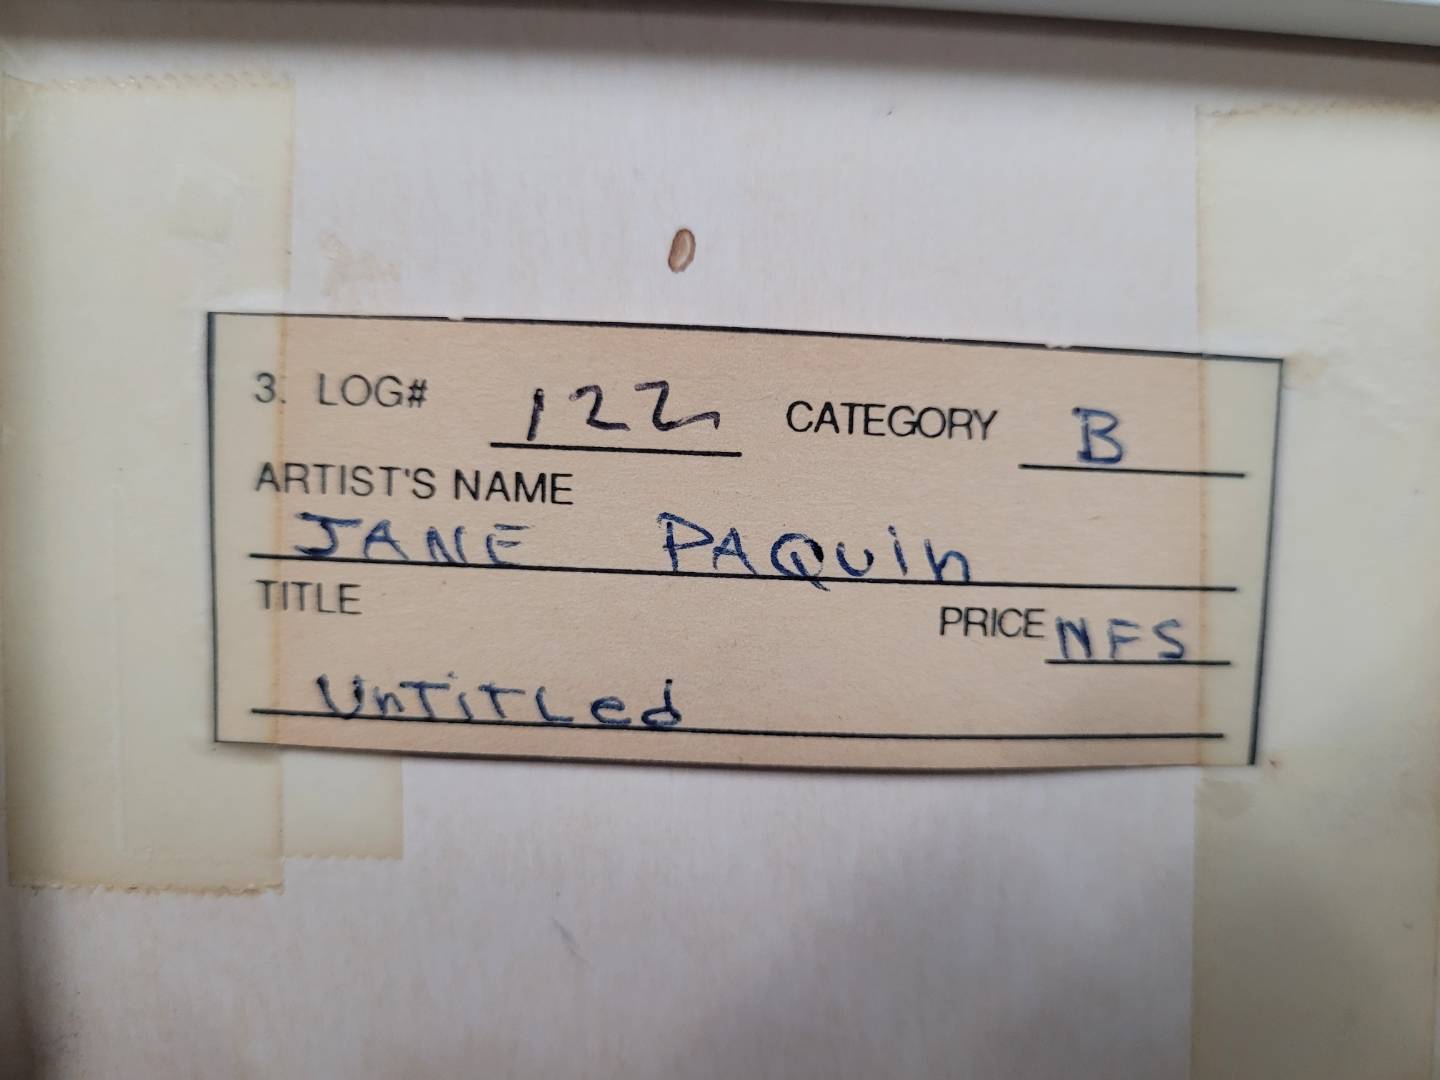 3. LOG# 122 CATEGORY B
ARTIST'S NAME
JANE PAQuin
TITLE PRICE NFS
UnTiTLed